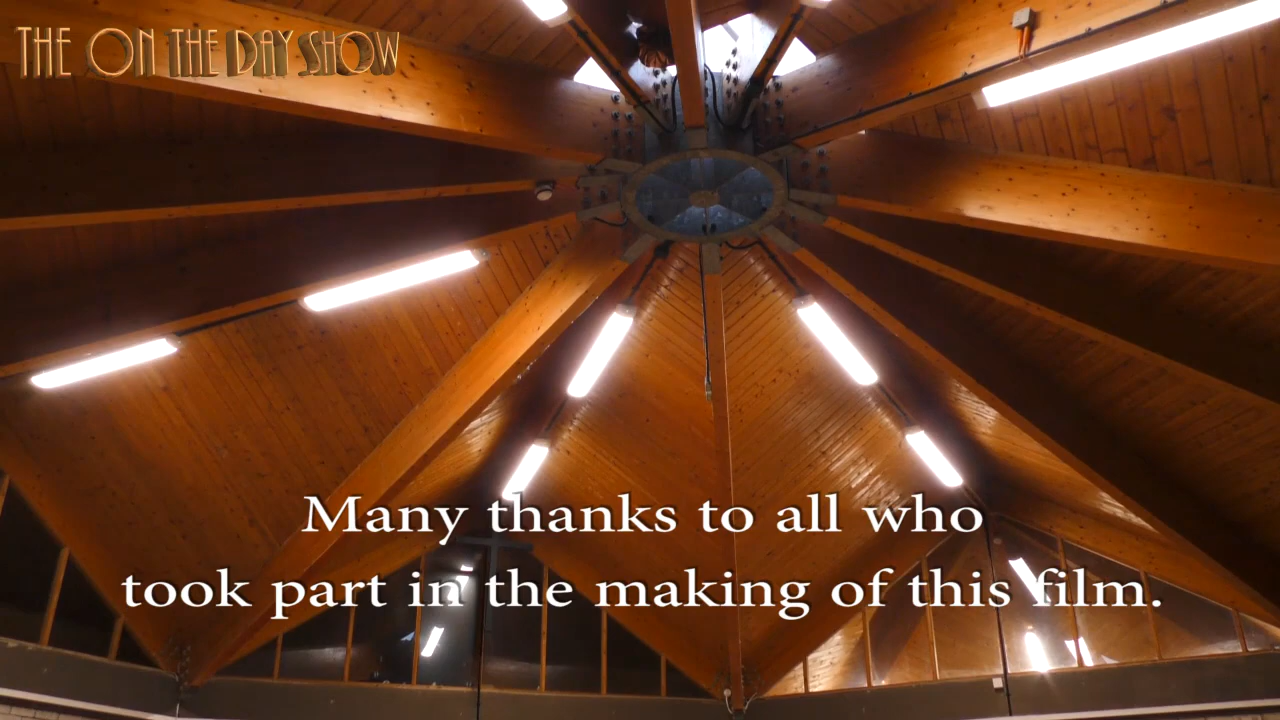 THE ON THE DAY SHOW
Many thanks to all who
took part in the making of this film.